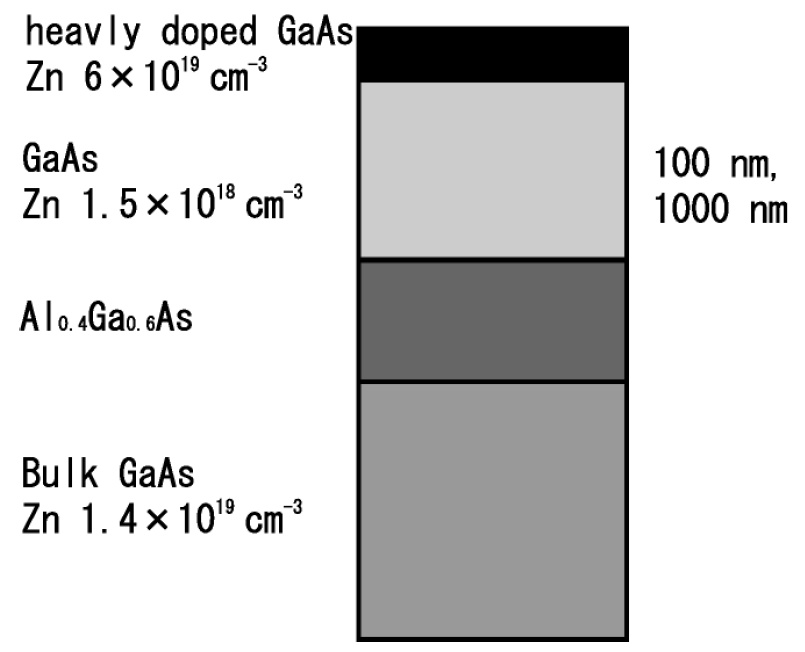 heavly doped GaAs
Zn 6×10¹⁹ cm⁻³
GaAs
Zn 1.5×10¹⁸ cm⁻³
100 nm,
1000 nm
Al₀.₄Ga₀.₆As
Bulk GaAs
Zn 1.4×10¹⁹ cm⁻³